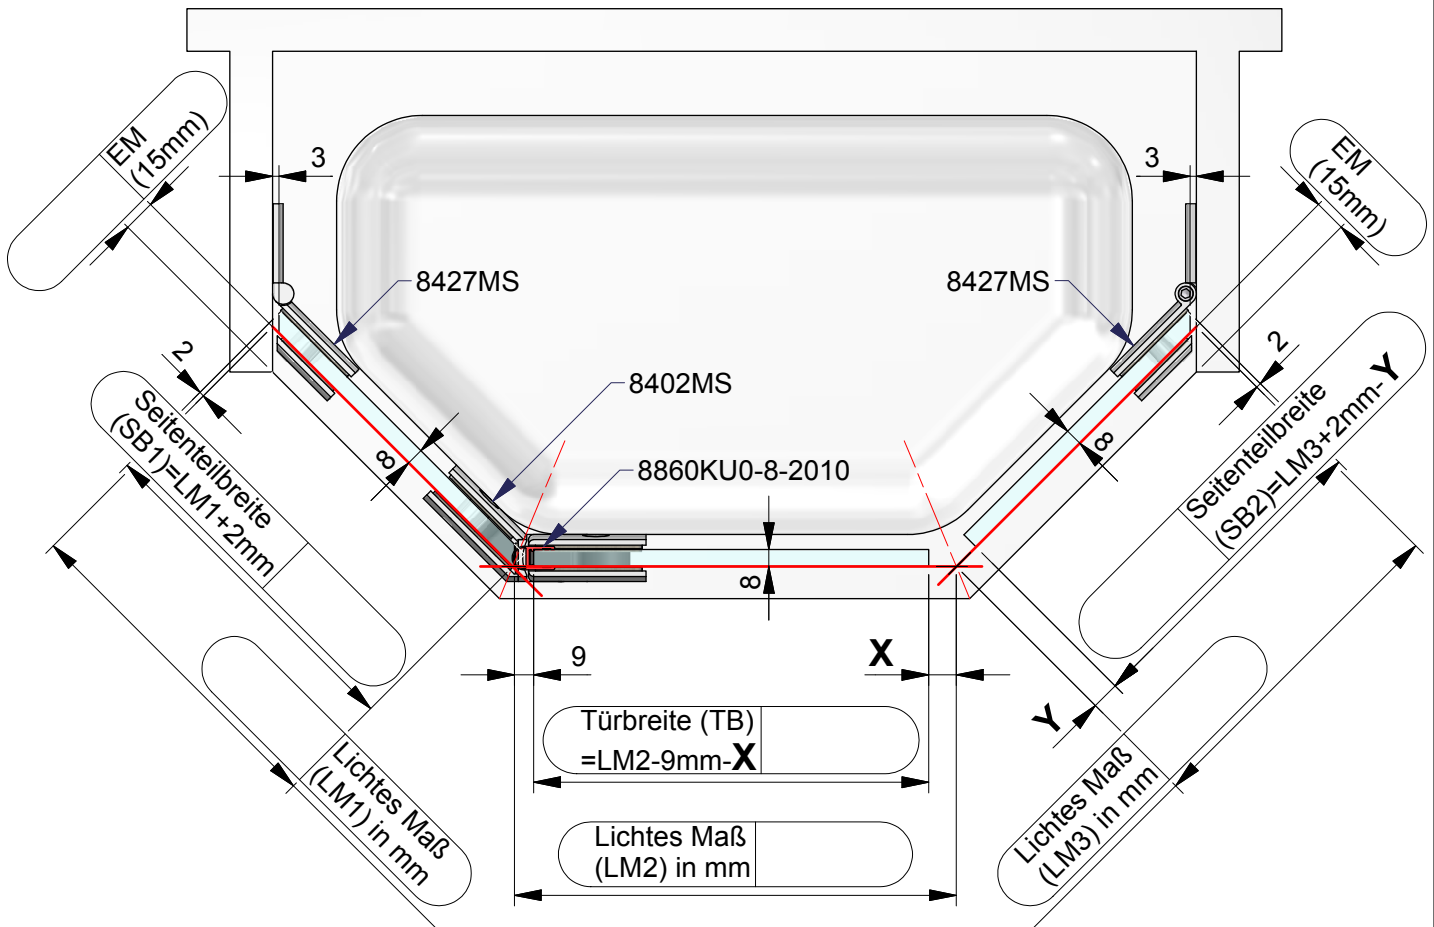 EM
(15mm)
3
3
EM
(15mm)
8427MS
8427MS
2
2
8402MS
Seitenteilbreite
(SB1)=LM1+2mm
8
8
8860KU0-8-2010
Seitenteilbreite
(SB2)=LM3+2mm-Y
8
9
X
Y
Türbreite (TB)
=LM2-9mm-X
Lichtes Maß
(LM1) in mm
Lichtes Maß
(LM2) in mm
Lichtes Maß
(LM3) in mm